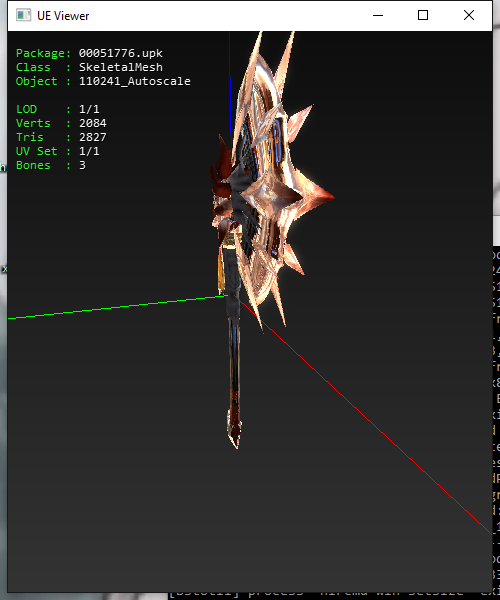 UE Viewer
Package: 00051776.upk
Class : SkeletalMesh
Object : 110241_Autoscale
LOD : 1/1
Verts : 2084
Tris : 2827
UV Set : 1/1
Bones : 3